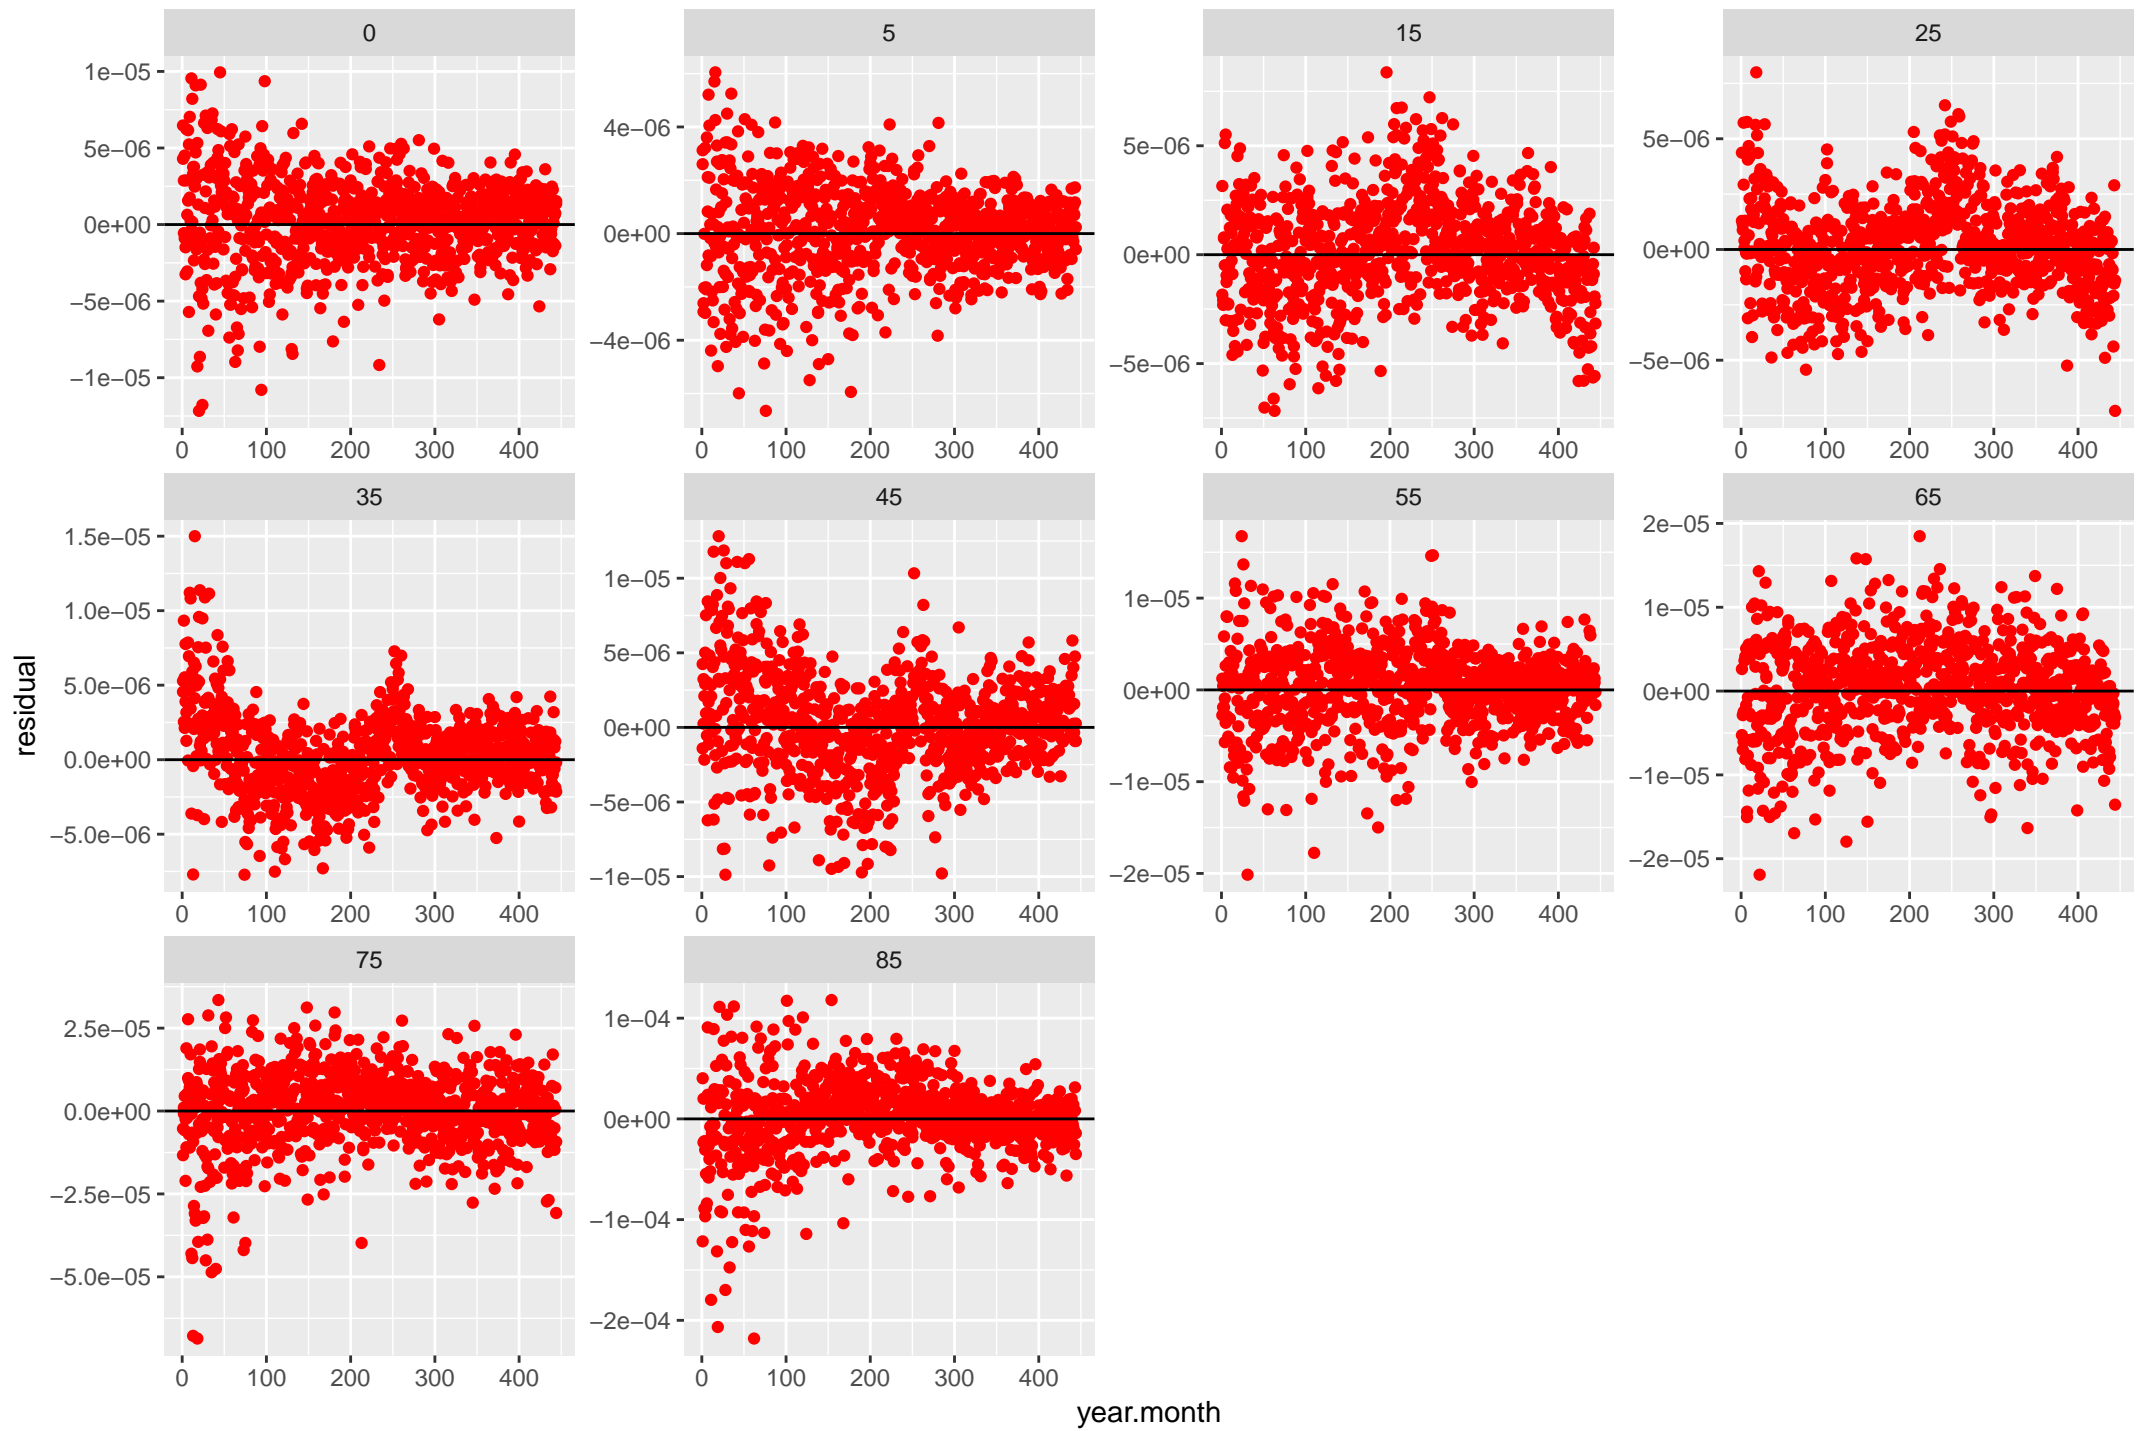 0 5 15 25
1e−05
5e−06
0e+00
−5e−06
−1e−05
4e−06
0e+00
−4e−06
5e−06
0e+00
−5e−06
5e−06
0e+00
−5e−06
0 100 200 300 400 0 100 200 300 400 0 100 200 300 400 0 100 200 300 400
35 45 55 65
1.5e−05
1.0e−05
5.0e−06
0.0e+00
−5.0e−06
1e−05
5e−06
0e+00
−5e−06
−1e−05
1e−05
0e+00
−1e−05
−2e−05
2e−05
1e−05
0e+00
−1e−05
−2e−05
0 100 200 300 400 0 100 200 300 400 0 100 200 300 400 0 100 200 300 400
residual
75 85
2.5e−05
0.0e+00
−2.5e−05
−5.0e−05
1e−04
0e+00
−1e−04
−2e−04
0 100 200 300 400 0 100 200 300 400
year.month